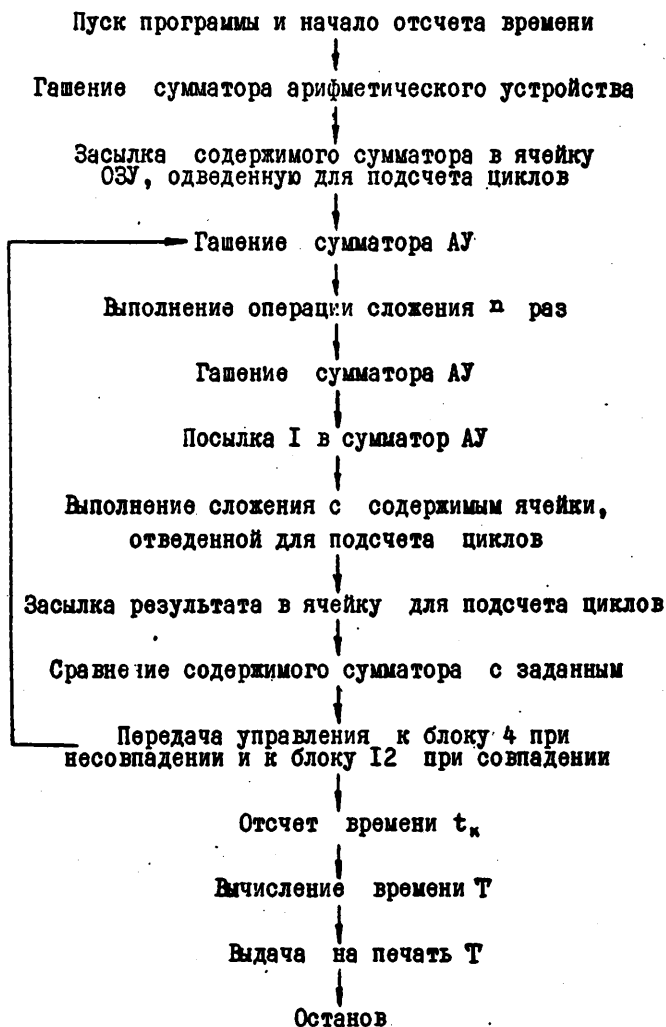 Пуск программы и начало отсчета времени
Гашение сумматора арифметического устройства
Засылка содержимого сумматора в ячейку
ОЗУ, одведенную для подсчета циклов
Гашение сумматора АУ
Выполнение операции сложения n раз
Гашение сумматора АУ
Посылка I в сумматор АУ
Выполнение сложения с содержимым ячейки,
отведенной для подсчета циклов
Засылка результата в ячейку для подсчета циклов
Сравнение содержимого сумматора с заданным
Передача управления к блоку 4 при
несовпадении и к блоку I2 при совпадении
Отсчет времени tк
Вычисление времени T
Выдача на печать T
Останов